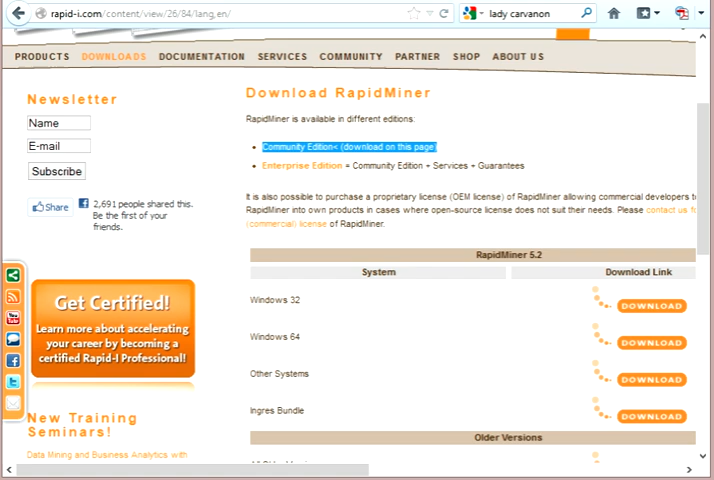 rapid-i.com/content/view/26/84/lang,en/
lady carvanon
PRODUCTS DOWNLOADS DOCUMENTATION SERVICES COMMUNITY PARTNER SHOP ABOUT US
Newsletter
Name
E-mail
Subscribe
Share
2,691 people shared this.
Be the first of your
friends.
Get Certified!
Learn more about accelerating
your career by becoming a
certified Rapid-I Professional!
New Training
Seminars!
Data Mining and Business Analytics with
Download RapidMiner
RapidMiner is available in different editions:
Community Edition< (download on this page)
Enterprise Edition = Community Edition + Services + Guarantees
It is also possible to purchase a proprietary license (OEM license) of RapidMiner allowing commercial developers to
RapidMiner into own products in cases where open-source license does not suit their needs. Please contact us fo
(commercial) license of RapidMiner.
RapidMiner 5.2
System Download Link
Windows 32 DOWNLOAD
Windows 64 DOWNLOAD
Other Systems DOWNLOAD
Ingres Bundle DOWNLOAD
Older Versions